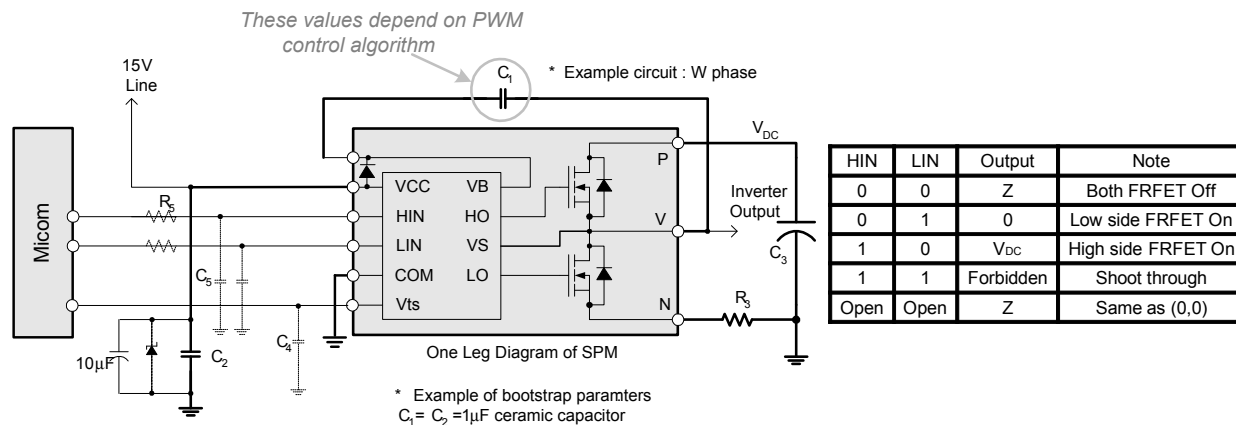 These values depend on PWM
control algorithm
15V
Line
C1
* Example circuit : W phase
Micom
R5
C5
C4
10μF
C2
VCC
HIN
LIN
COM
Vts
VB
HO
VS
LO
P
V
N
VDC
Inverter
Output
C3
R3
One Leg Diagram of SPM
* Example of bootstrap paramters
C1= C2 =1μF ceramic capacitor
HIN LIN Output Note
0 0 Z Both FRFET Off
0 1 0 Low side FRFET On
1 0 VDC High side FRFET On
1 1 Forbidden Shoot through
Open Open Z Same as (0,0)